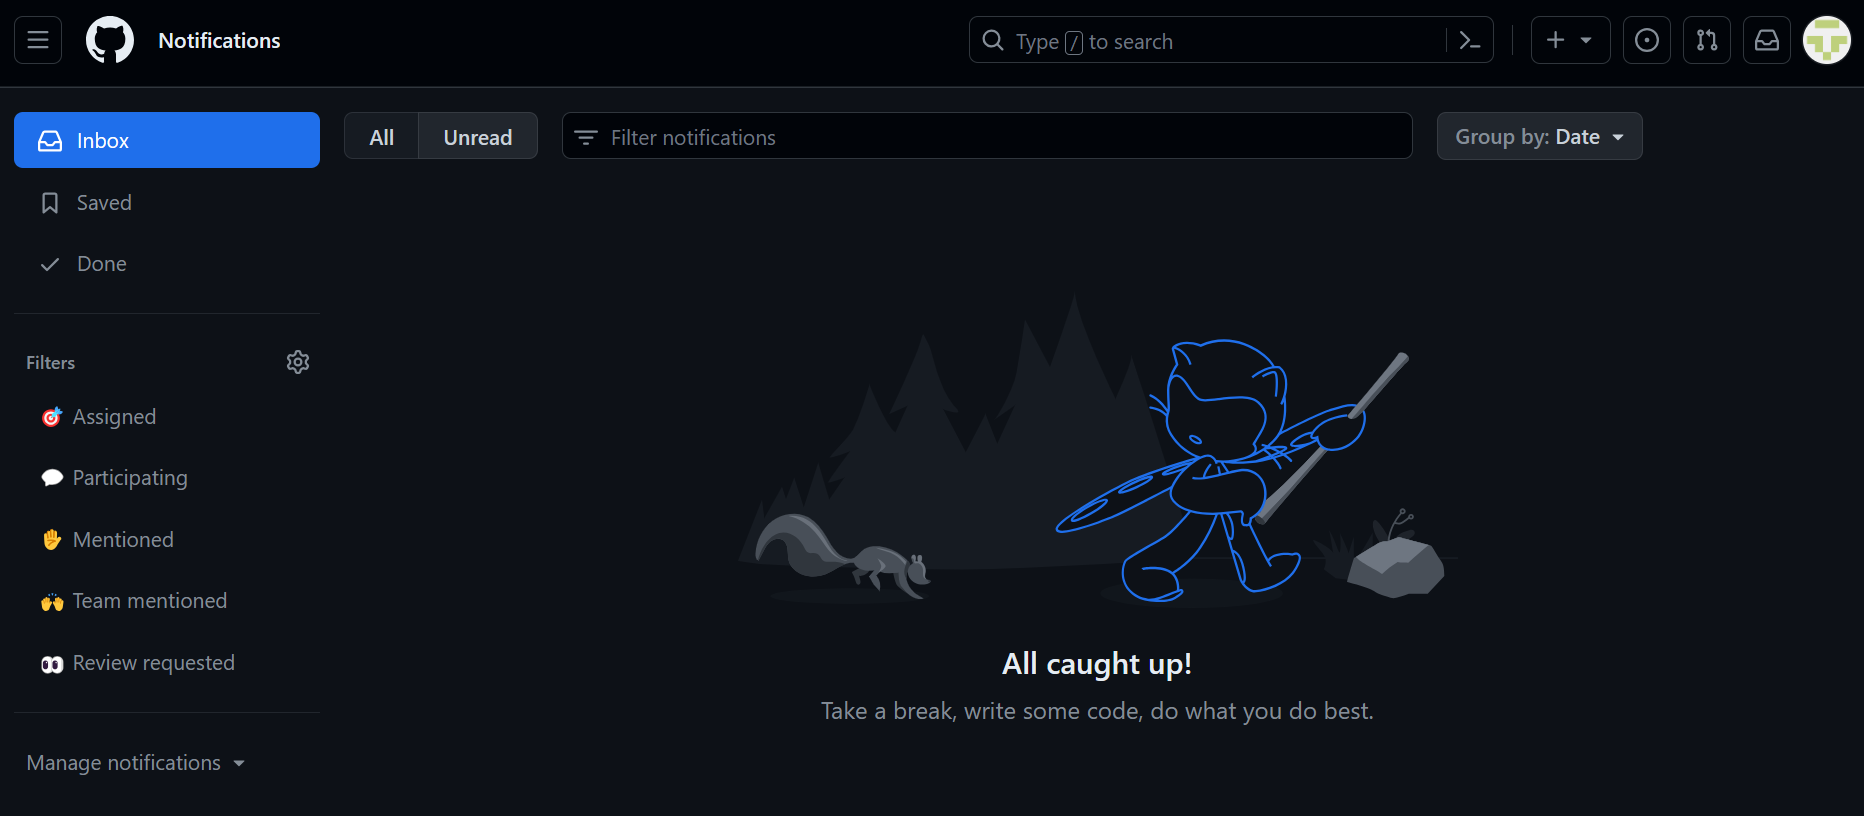 Notifications
Type / to search
Inbox
Saved
Done
Filters
Assigned
Participating
Mentioned
Team mentioned
Review requested
Manage notifications
All
Unread
Filter notifications
Group by: Date
All caught up!
Take a break, write some code, do what you do best.